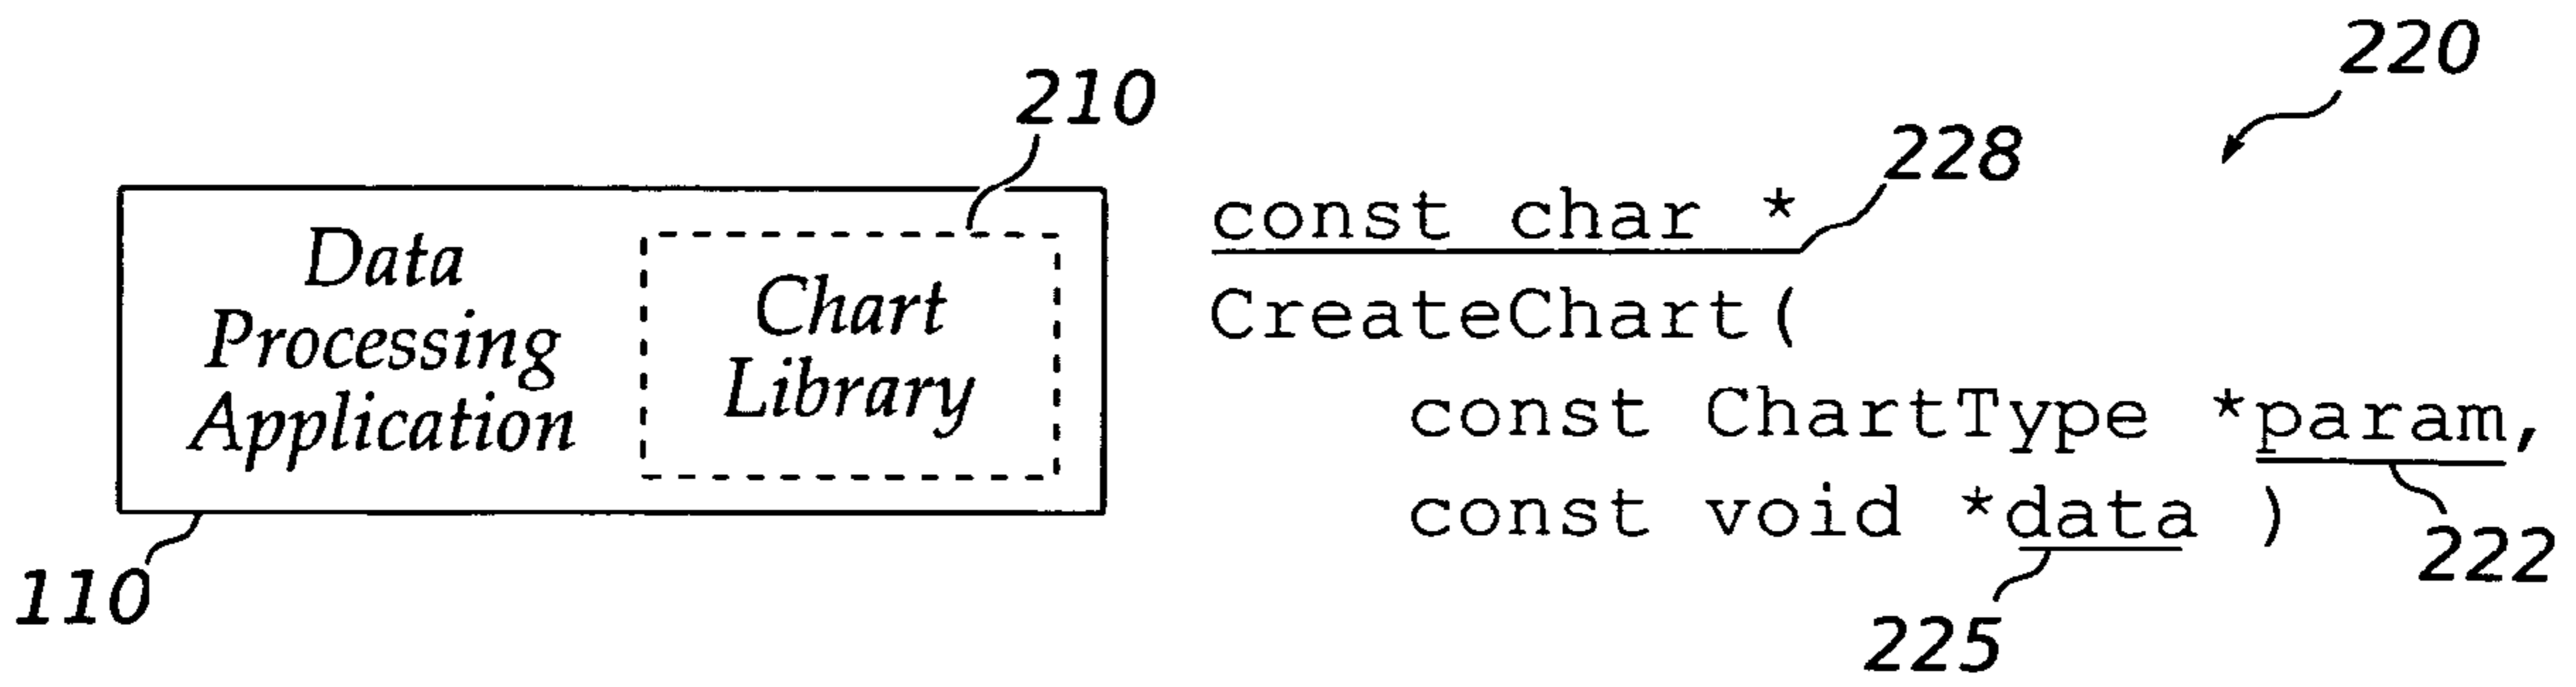 220
210
228
Data
Processing
Application
Chart
Library
110
const char *
CreateChart(
const ChartType *param,
const void *data )
222
225